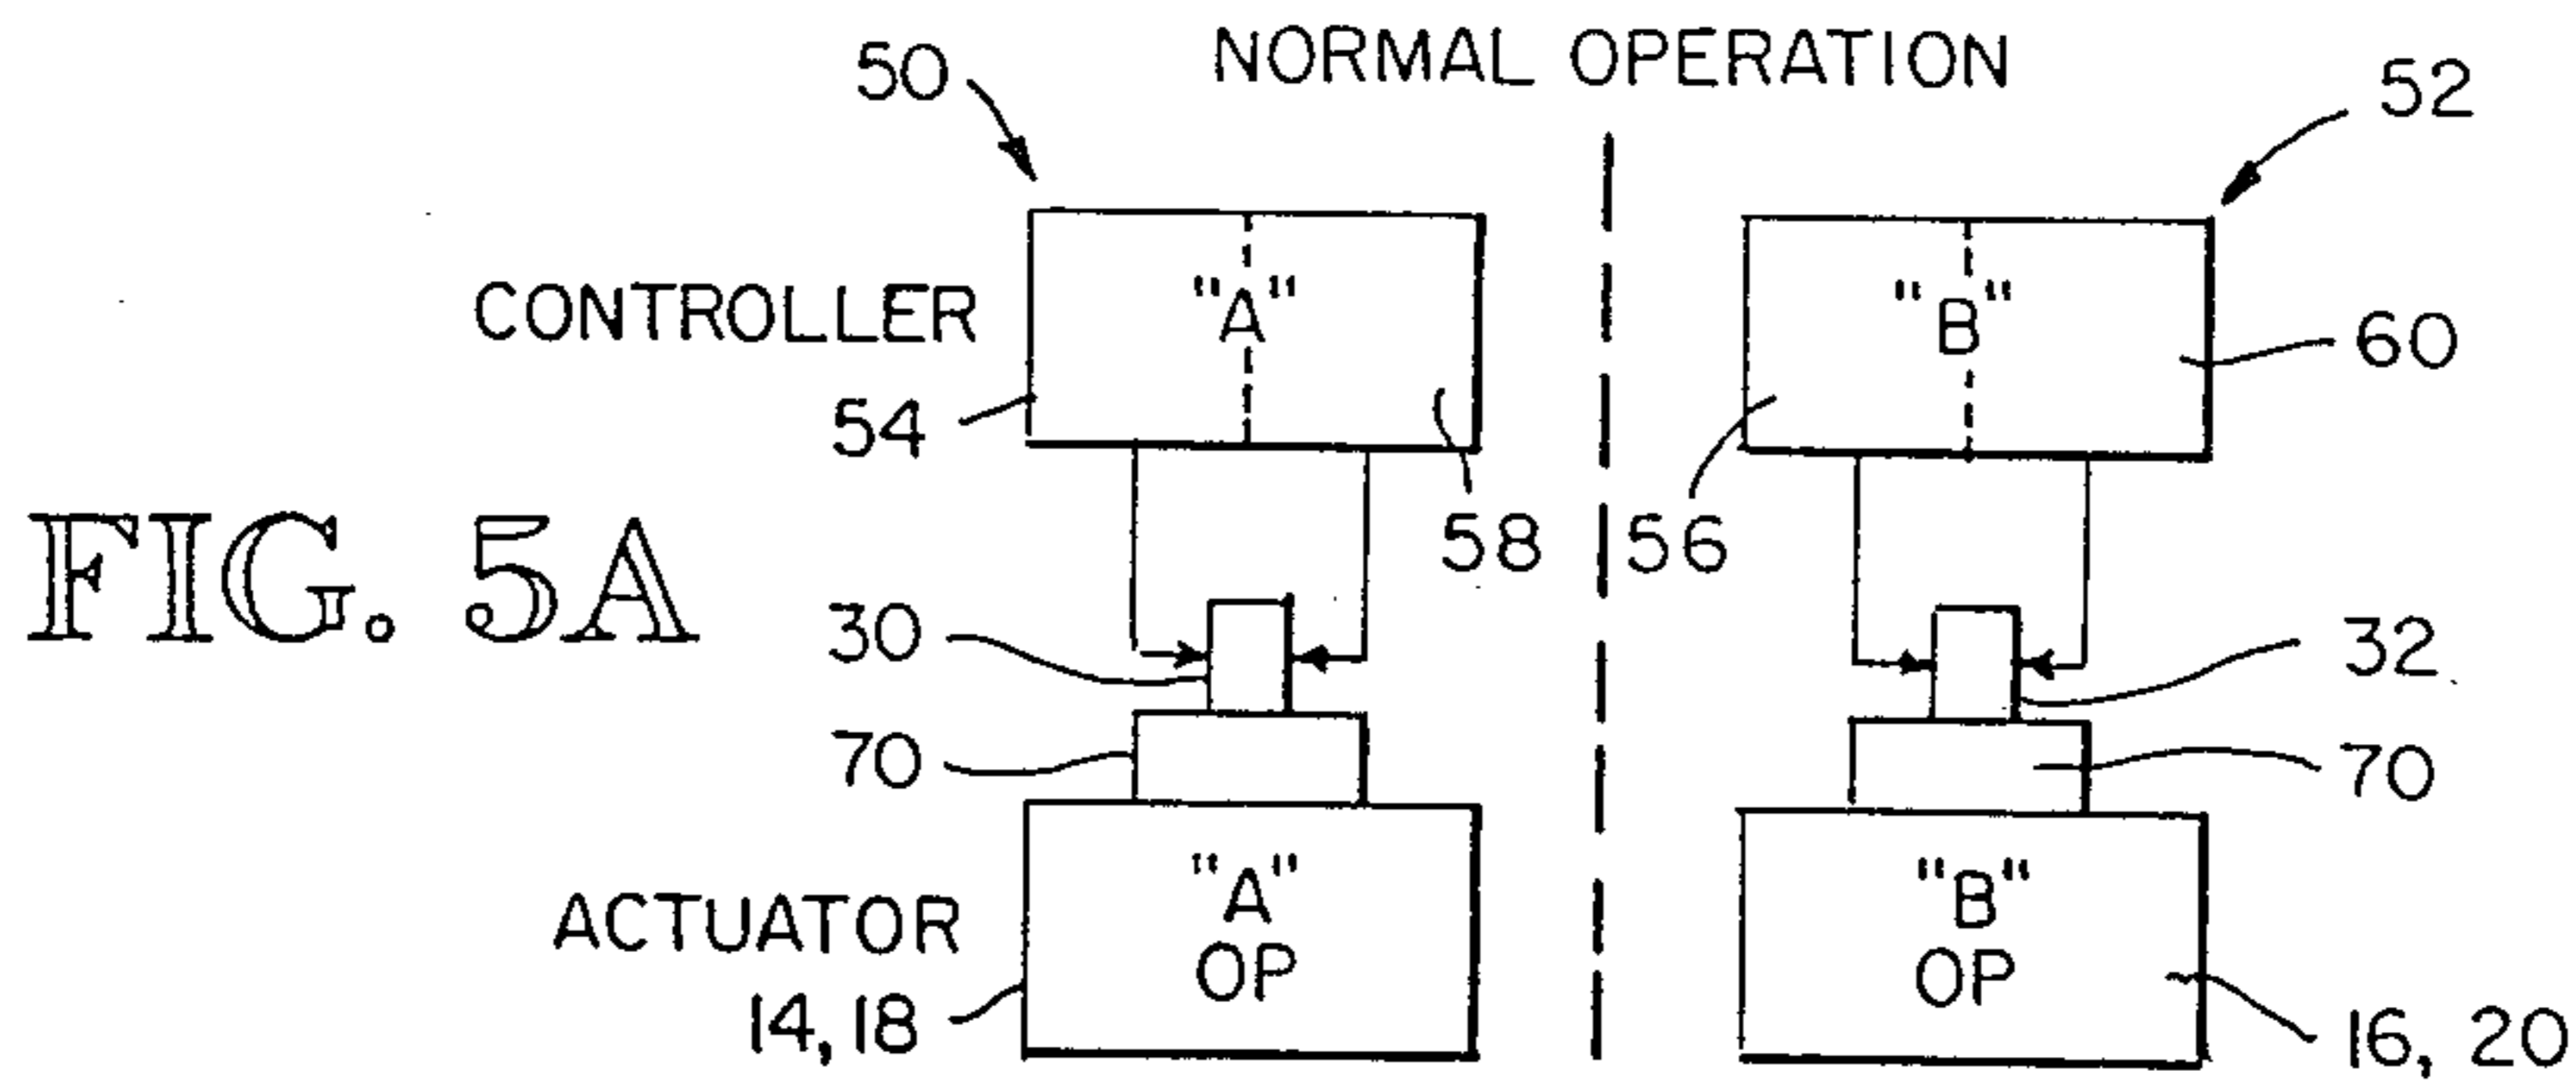 NORMAL OPERATION
50
52
CONTROLLER
"A"
"B"
54
58
56
60
FIG. 5A
30
32
70
70
ACTUATOR
14, 18
"A"
OP
"B"
OP
16, 20